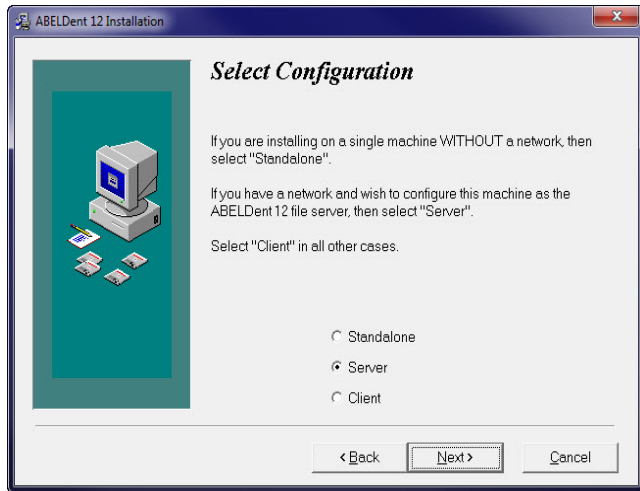 ABELDent 12 Installation
Select Configuration
If you are installing on a single machine WITHOUT a network, then
select "Standalone".
If you have a network and wish to configure this machine as the
ABELDent 12 file server, then select "Server".
Select "Client" in all other cases.
Standalone
Server
Client
< Back
Next >
Cancel